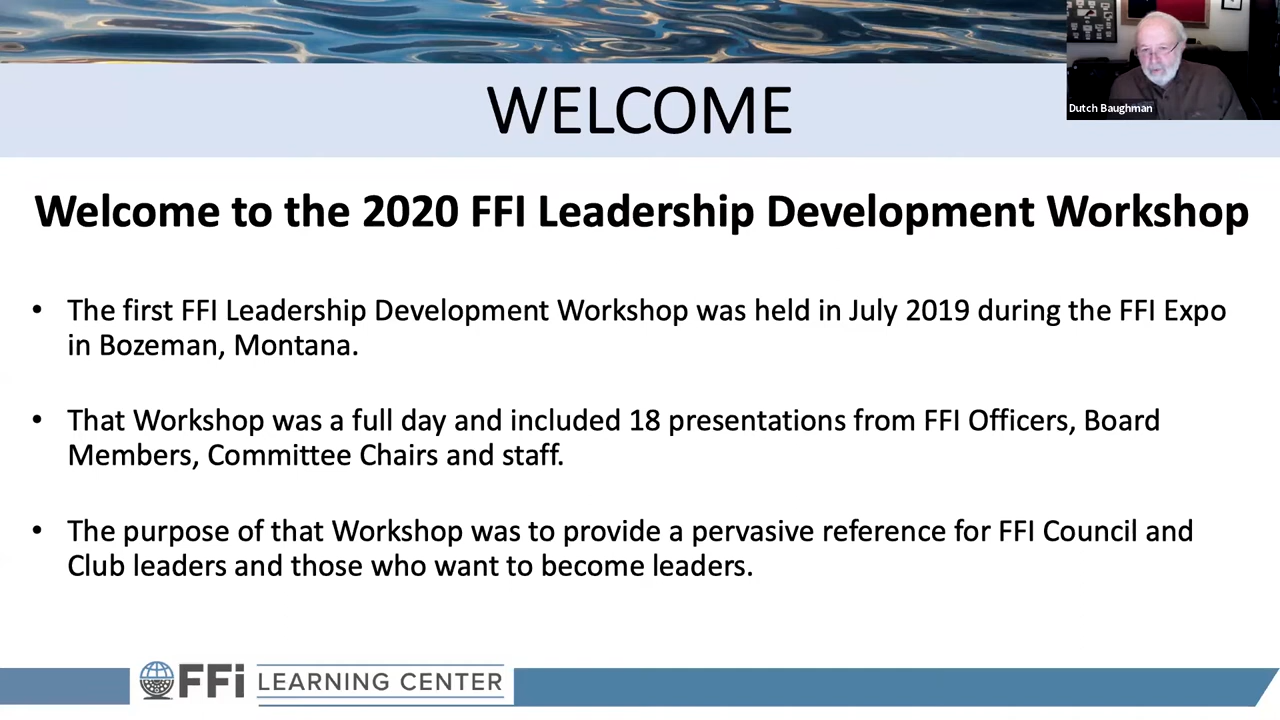 WELCOME
Dutch Baughman
Welcome to the 2020 FFI Leadership Development Workshop
• The first FFI Leadership Development Workshop was held in July 2019 during the FFI Expo
in Bozeman, Montana.
• That Workshop was a full day and included 18 presentations from FFI Officers, Board
Members, Committee Chairs and staff.
• The purpose of that Workshop was to provide a pervasive reference for FFI Council and
Club leaders and those who want to become leaders.
FFi LEARNING CENTER